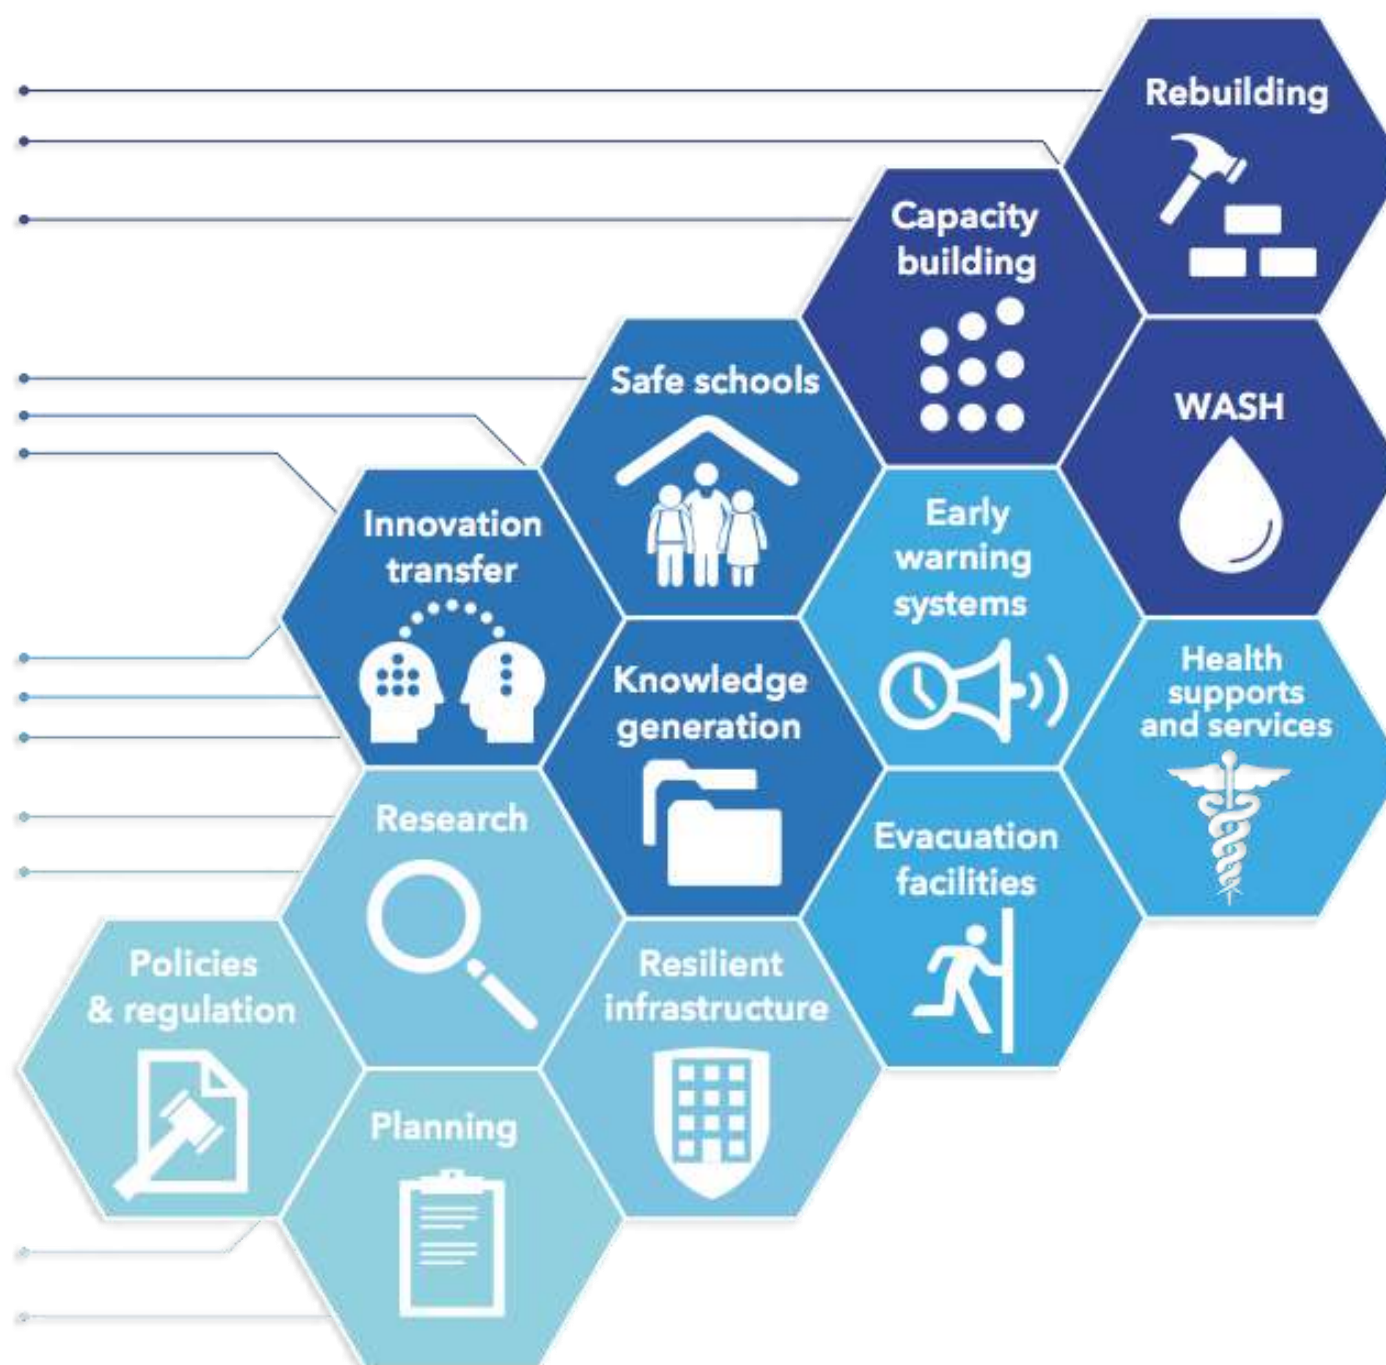 Rebuilding
Capacity
building
Safe schools
WASH
Innovation
transfer
Early
warning
systems
Knowledge
generation
Health
supports
and services
Research
Evacuation
facilities
Policies
& regulation
Resilient
infrastructure
Planning